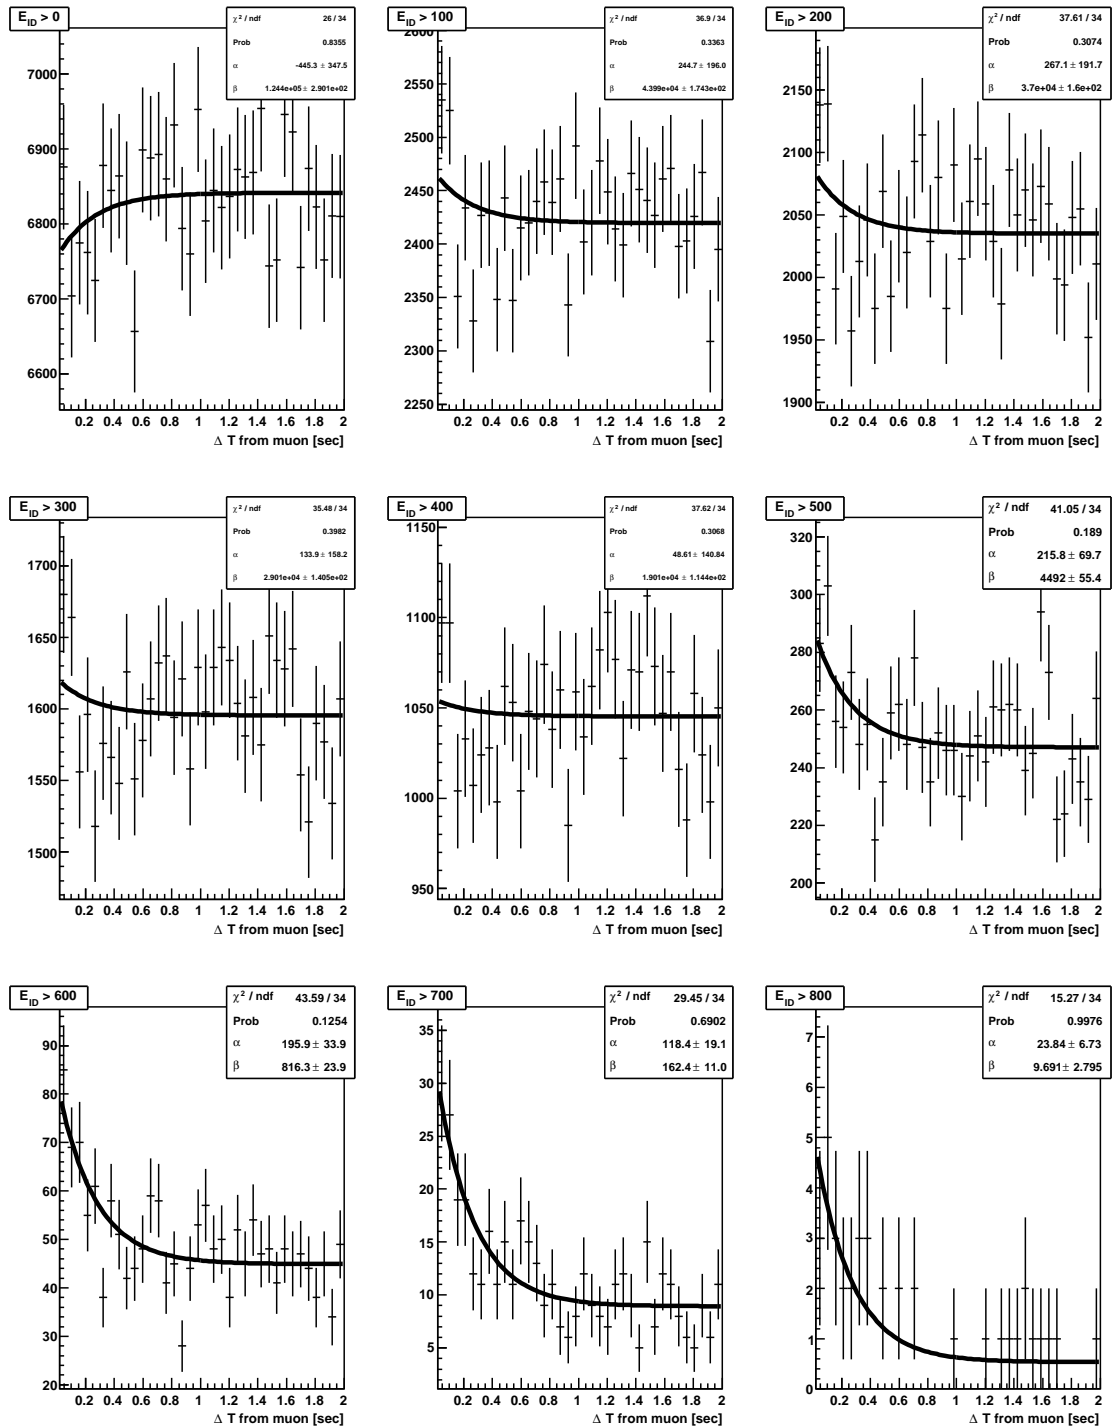 E_ID > 0
χ² / ndf 26 / 34
Prob 0.8355
α -445.3 ± 347.5
β 1.244e+05 ± 2.901e+02
7000
6900
6800
6700
6600
0.2 0.4 0.6 0.8 1 1.2 1.4 1.6 1.8 2
Δ T from muon [sec]
E_ID > 100
χ² / ndf 36.9 / 34
Prob 0.3363
α 244.7 ± 196.0
β 4.399e+04 ± 1.743e+02
2600
2550
2500
2450
2400
2350
2300
2250
0.2 0.4 0.6 0.8 1 1.2 1.4 1.6 1.8 2
Δ T from muon [sec]
E_ID > 200
χ² / ndf 37.61 / 34
Prob 0.3074
α 267.1 ± 191.7
β 3.7e+04 ± 1.6e+02
2150
2100
2050
2000
1950
1900
0.2 0.4 0.6 0.8 1 1.2 1.4 1.6 1.8 2
Δ T from muon [sec]
E_ID > 300
χ² / ndf 35.48 / 34
Prob 0.3982
α 133.9 ± 158.2
β 2.901e+04 ± 1.405e+02
1700
1650
1600
1550
1500
0.2 0.4 0.6 0.8 1 1.2 1.4 1.6 1.8 2
Δ T from muon [sec]
E_ID > 400
χ² / ndf 37.62 / 34
Prob 0.3068
α 48.61 ± 140.84
β 1.901e+04 ± 1.144e+02
1150
1100
1050
1000
950
0.2 0.4 0.6 0.8 1 1.2 1.4 1.6 1.8 2
Δ T from muon [sec]
E_ID > 500
χ² / ndf 41.05 / 34
Prob 0.189
α 215.8 ± 69.7
β 4492 ± 55.4
320
300
280
260
240
220
200
0.2 0.4 0.6 0.8 1 1.2 1.4 1.6 1.8 2
Δ T from muon [sec]
E_ID > 600
χ² / ndf 43.59 / 34
Prob 0.1254
α 195.9 ± 33.9
β 816.3 ± 23.9
90
80
70
60
50
40
30
20
0.2 0.4 0.6 0.8 1 1.2 1.4 1.6 1.8 2
Δ T from muon [sec]
E_ID > 700
χ² / ndf 29.45 / 34
Prob 0.6902
α 118.4 ± 19.1
β 162.4 ± 11.0
35
30
25
20
15
10
5
0.2 0.4 0.6 0.8 1 1.2 1.4 1.6 1.8 2
Δ T from muon [sec]
E_ID > 800
χ² / ndf 15.27 / 34
Prob 0.9976
α 23.84 ± 6.73
β 9.691 ± 2.795
7
6
5
4
3
2
1
0
0.2 0.4 0.6 0.8 1 1.2 1.4 1.6 1.8 2
Δ T from muon [sec]